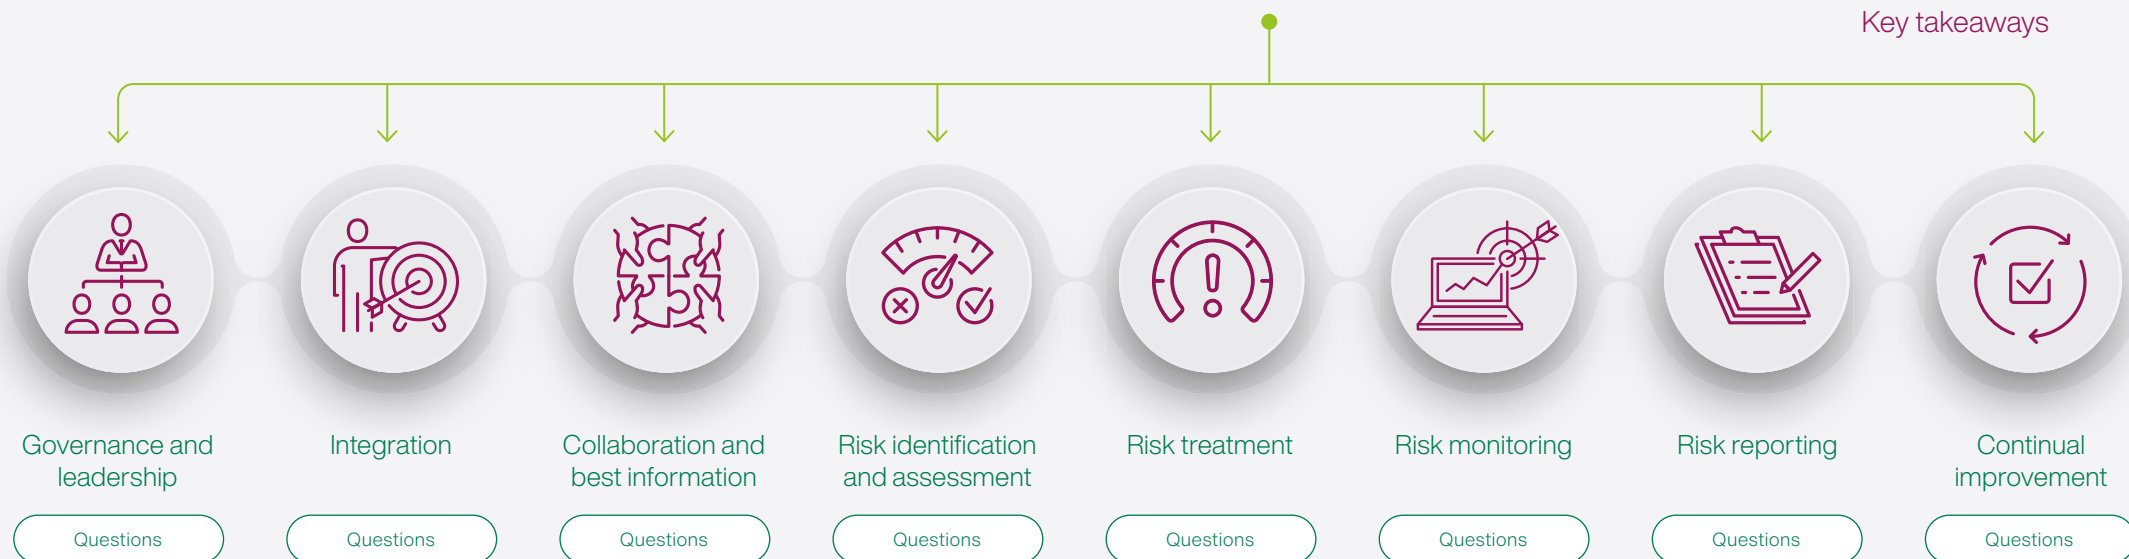 Key takeaways
Governance and
leadership
Integration
Collaboration and
best information
Risk identification
and assessment
Risk treatment
Risk monitoring
Risk reporting
Continual
improvement
Questions
Questions
Questions
Questions
Questions
Questions
Questions
Questions